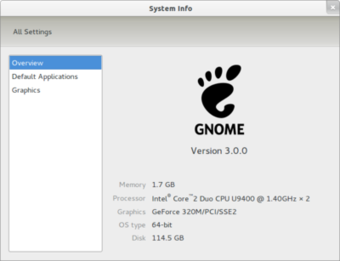 System Info
All Settings
Overview
Default Applications
Graphics
GNOME
Version 3.0.0
Memory 1.7 GB
Processor Intel® Core™2 Duo CPU U9400 @ 1.40GHz × 2
Graphics GeForce 320M/PCI/SSE2
OS type 64-bit
Disk 114.5 GB